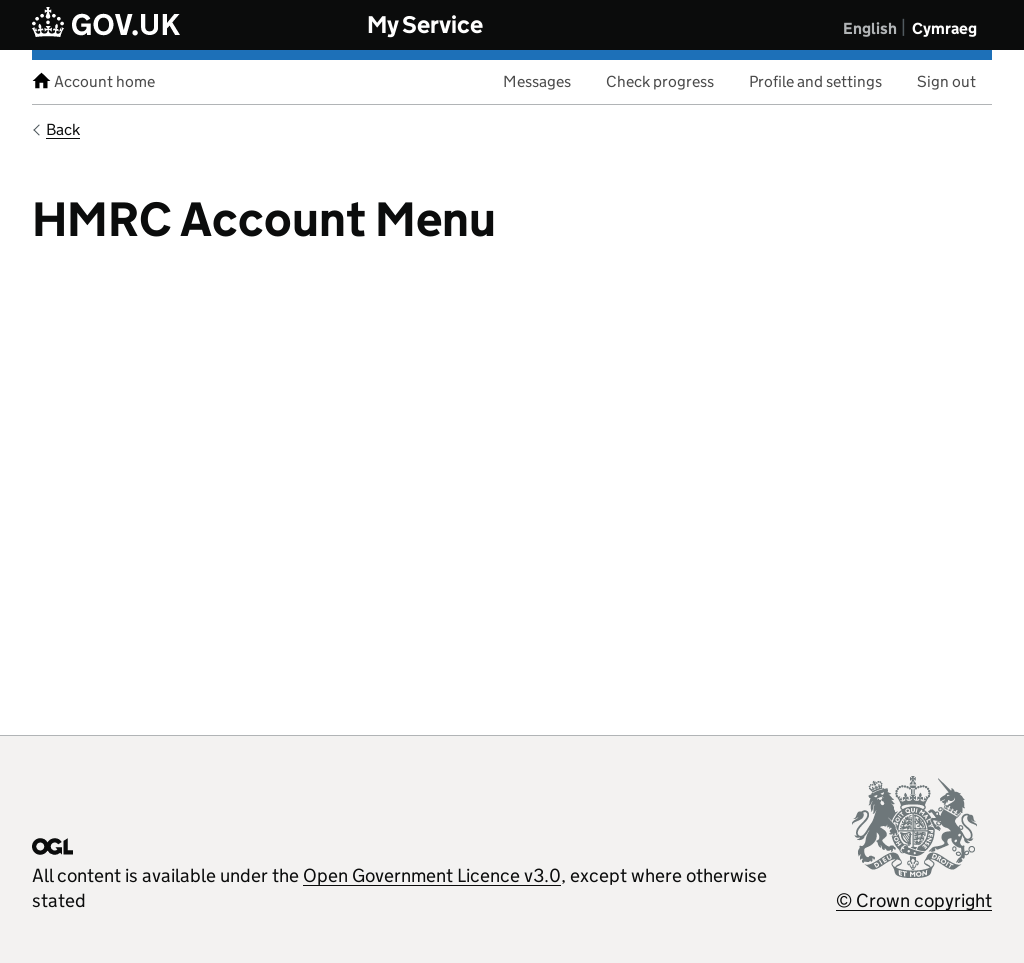 GOV.UK My Service English Cymraeg
Account home Messages Check progress Profile and settings Sign out
Back
HMRC Account Menu
OGL
All content is available under the Open Government Licence v3.0, except where otherwise
stated
DIEU ET MON DROIT
© Crown copyright